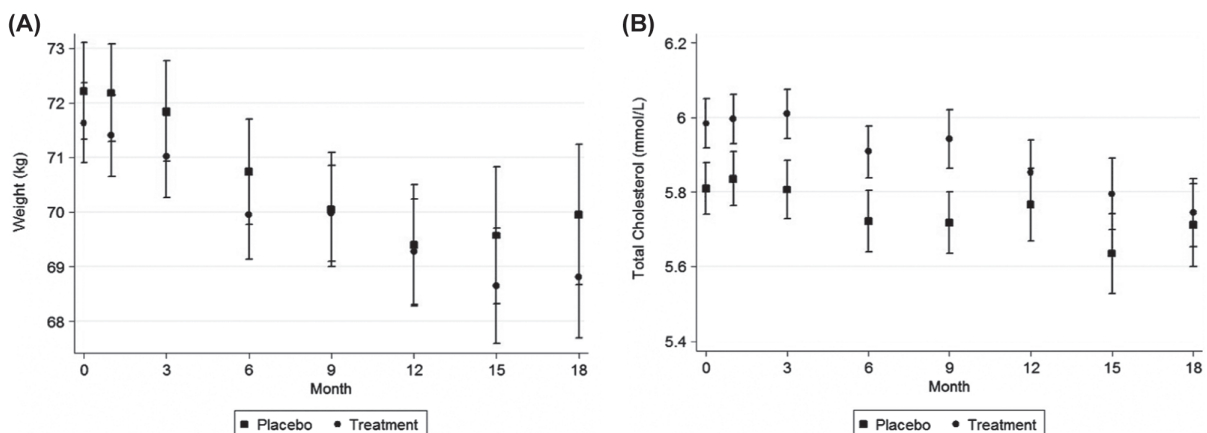 (A)
Weight (kg)
73
72
71
70
69
68
0 1 3 6 9 12 15 18
Month
Placebo Treatment
(B)
Total Cholesterol (mmol/L)
6.2
6
5.8
5.6
5.4
0 1 3 6 9 12 15 18
Month
Placebo Treatment